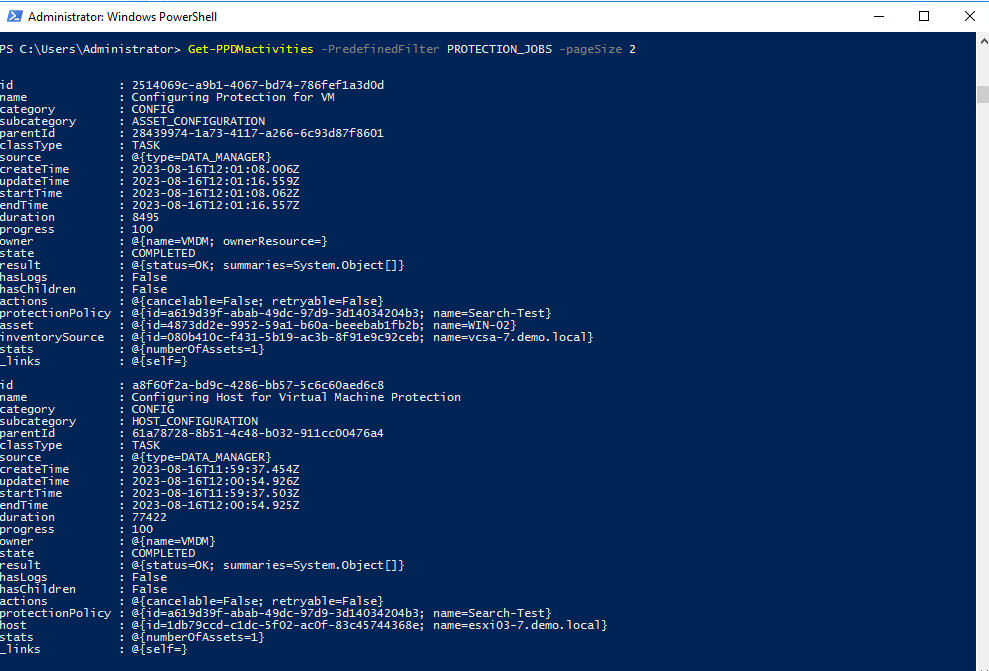 Administrator: Windows PowerShell
PS C:\Users\Administrator> Get-PPDMactivities -PredefinedFilter PROTECTION_JOBS -pageSize 2
id : 2514069c-a9b1-4067-bd74-786fef1a3d0d
name : Configuring Protection for VM
category : CONFIG
subcategory : ASSET_CONFIGURATION
parentId : 28439974-1a73-4117-a266-6c93d87f8601
classType : TASK
source : @{type=DATA_MANAGER}
createTime : 2023-08-16T12:01:08.006Z
updateTime : 2023-08-16T12:01:16.559Z
startTime : 2023-08-16T12:01:08.062Z
endTime : 2023-08-16T12:01:16.557Z
duration : 8495
progress : 100
owner : @{name=VMDM; ownerResource=}
state : COMPLETED
result : @{status=OK; summaries=System.Object[]}
hasLogs : False
hasChildren : False
actions : @{cancelable=False; retryable=False}
protectionPolicy : @{id=a619d39f-abab-49dc-97d9-3d14034204b3; name=Search-Test}
asset : @{id=4873dd2e-9952-59a1-b60a-beeebab1fb2b; name=WIN-02}
inventorySource : @{id=080b410c-f431-5b19-ac3b-8f91e9c92ceb; name=vcsa-7.demo.local}
stats : @{numberOfAssets=1}
_links : @{self=}
id : a8f60f2a-bd9c-4286-bb57-5c6c60aed6c8
name : Configuring Host for Virtual Machine Protection
category : CONFIG
subcategory : HOST_CONFIGURATION
parentId : 61a78728-8b51-4c48-b032-911cc00476a4
classType : TASK
source : @{type=DATA_MANAGER}
createTime : 2023-08-16T11:59:37.454Z
updateTime : 2023-08-16T12:00:54.926Z
startTime : 2023-08-16T11:59:37.503Z
endTime : 2023-08-16T12:00:54.925Z
duration : 77422
progress : 100
owner : @{name=VMDM}
state : COMPLETED
result : @{status=OK; summaries=System.Object[]}
hasLogs : False
hasChildren : False
actions : @{cancelable=False; retryable=False}
protectionPolicy : @{id=a619d39f-abab-49dc-97d9-3d14034204b3; name=Search-Test}
host : @{id=1db79ccd-c1dc-5f02-ac0f-83c45744368e; name=esxi03-7.demo.local}
stats : @{numberOfAssets=1}
_links : @{self=}